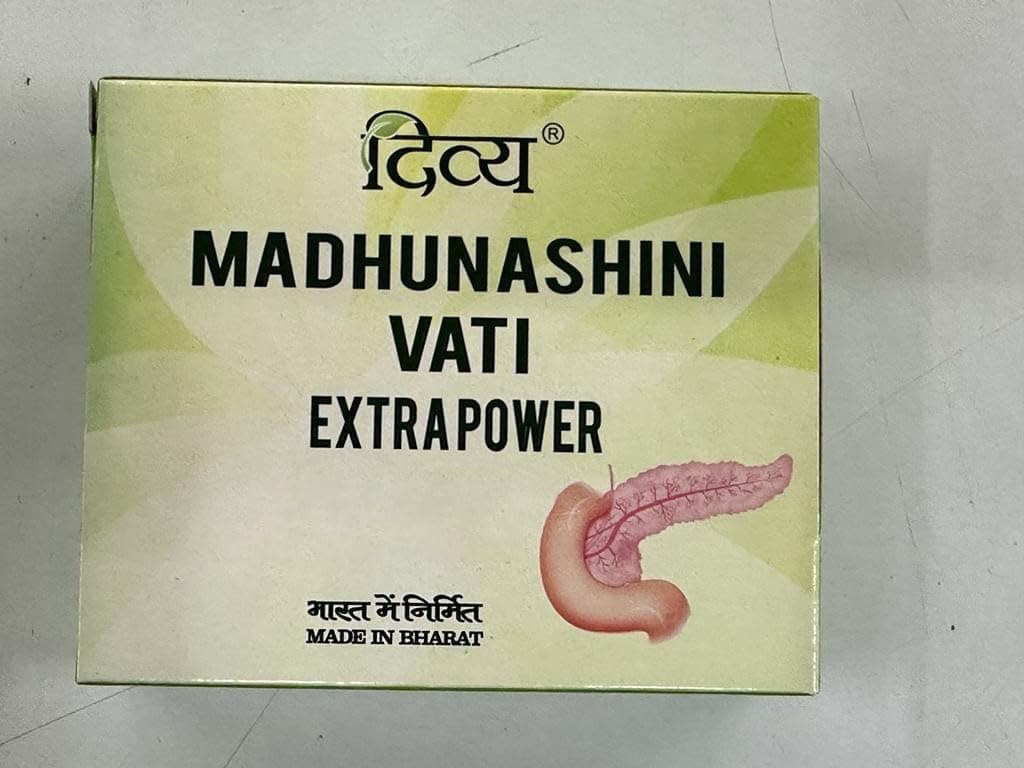 दिव्य®
MADHUNASHINI
VATI
EXTRAPOWER
भारत में निर्मित
MADE IN BHARAT